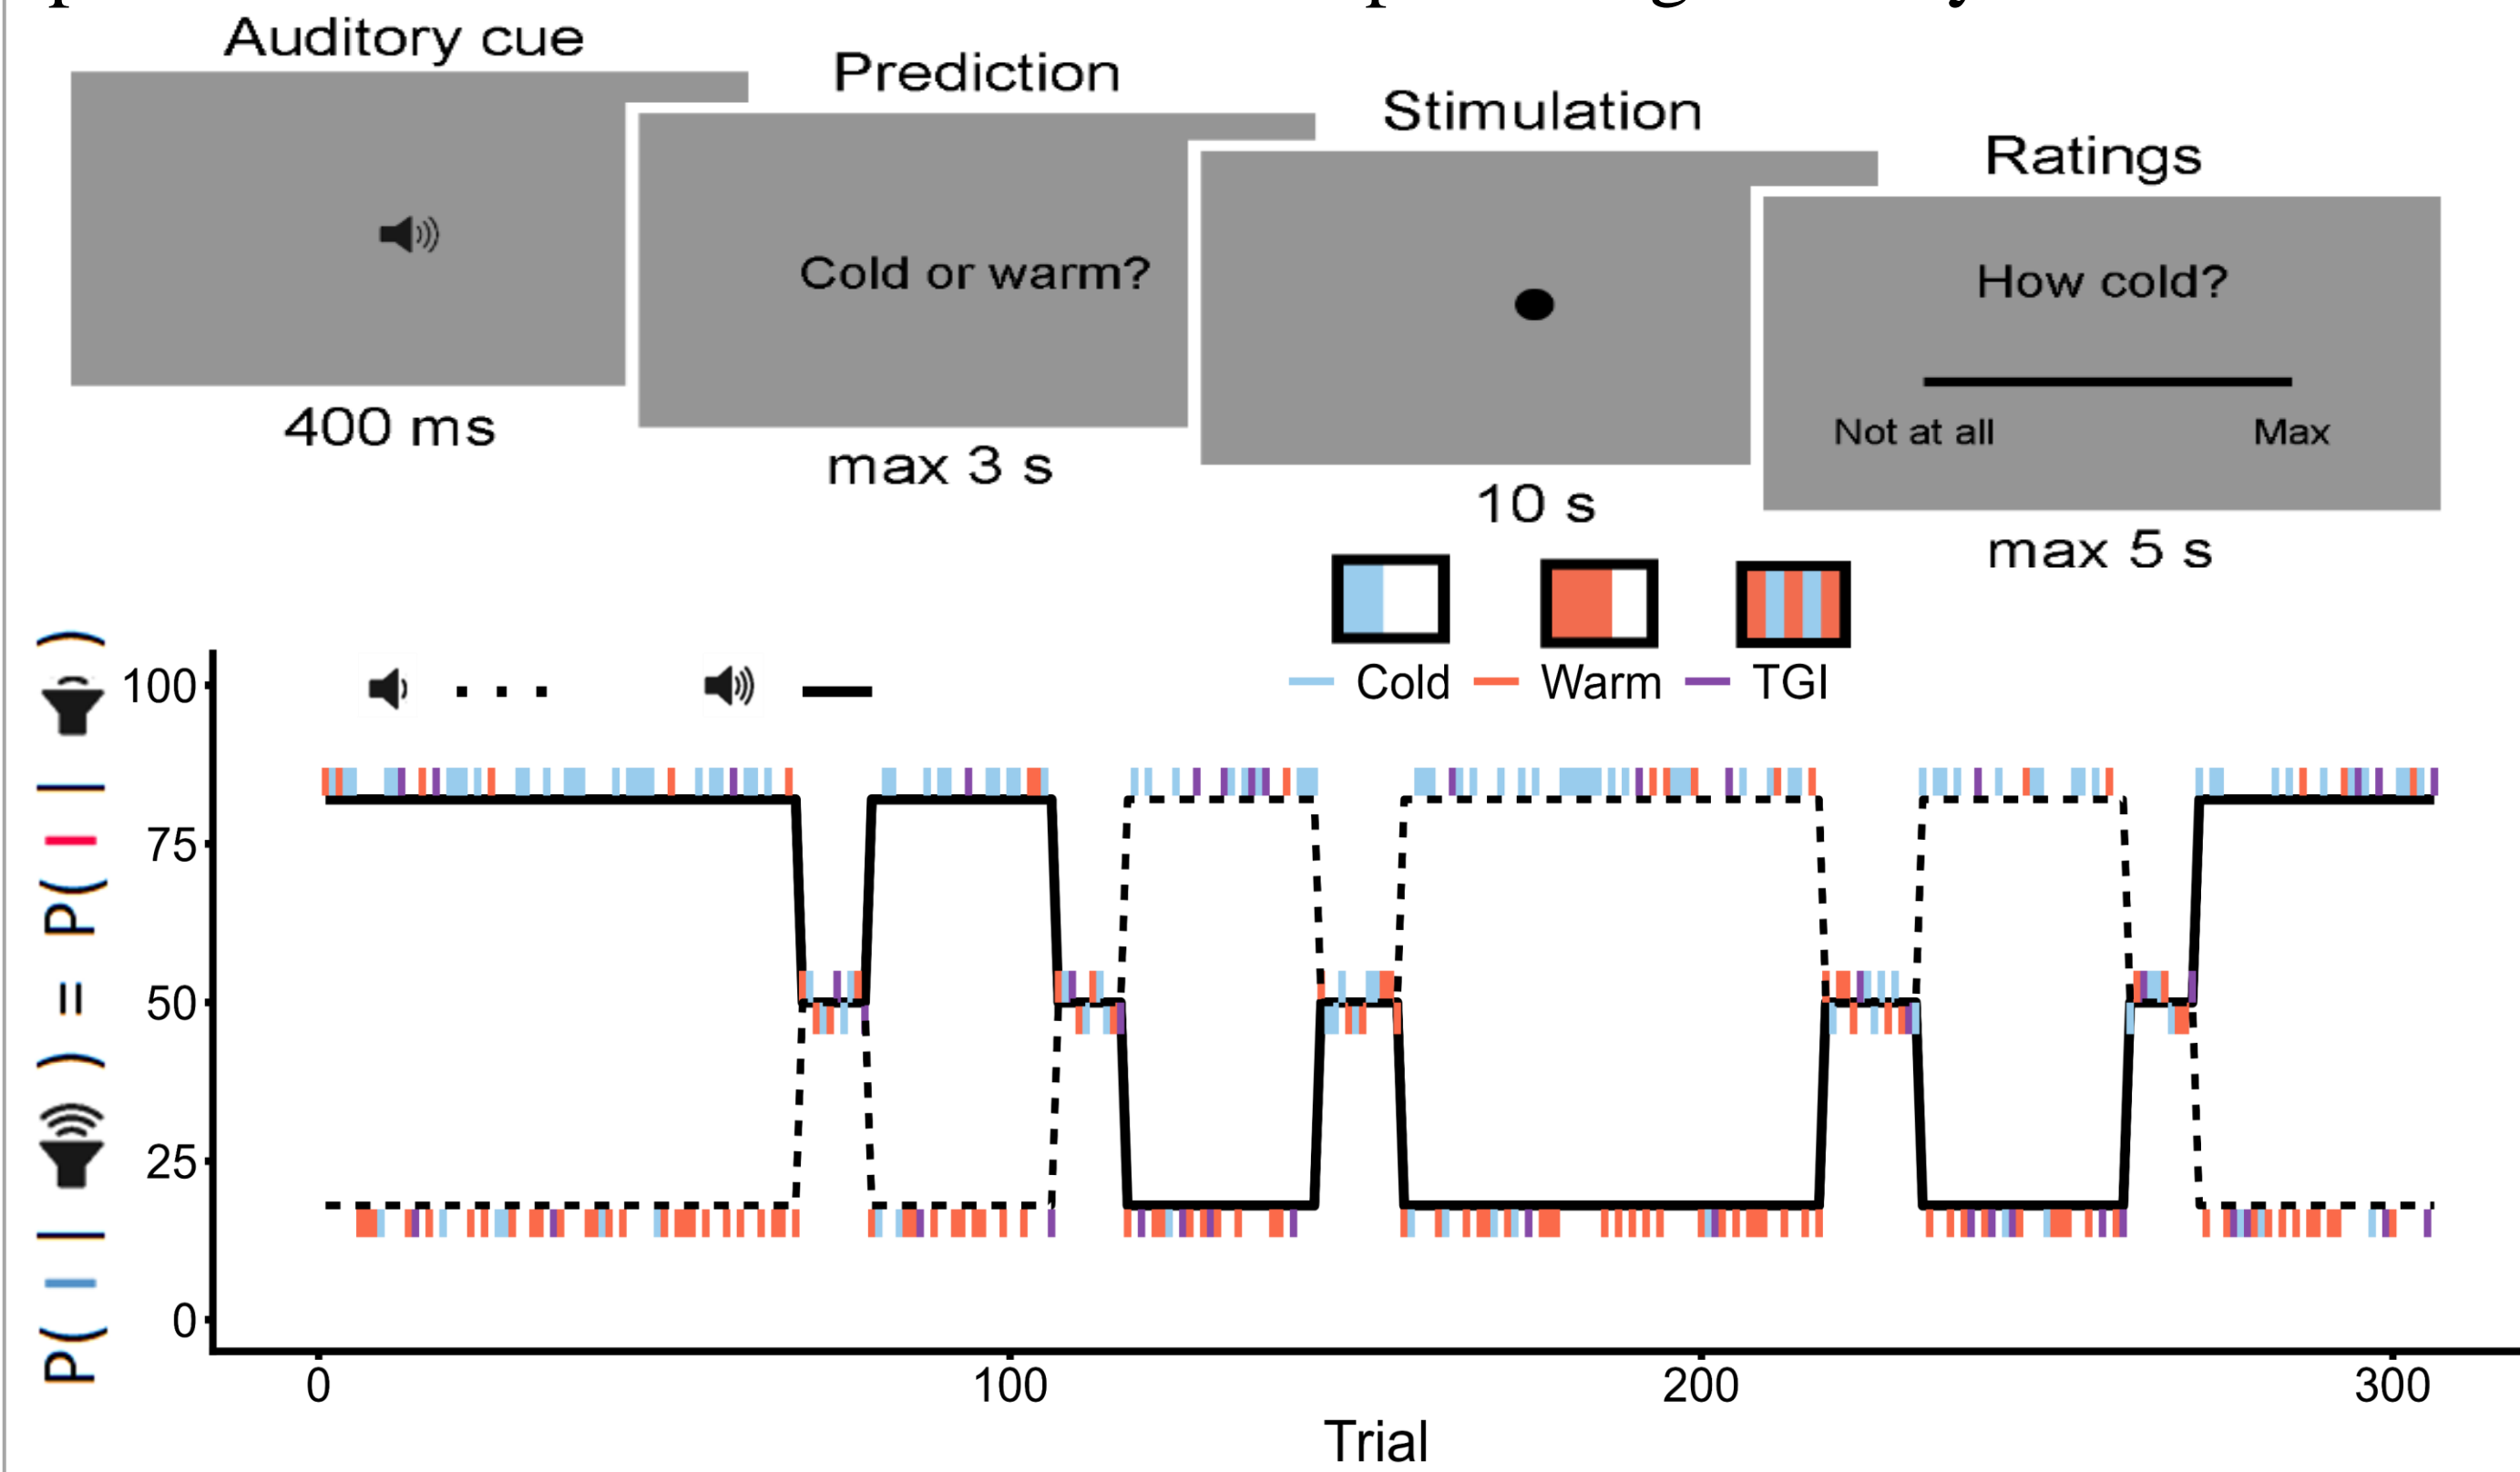 Auditory cue
Prediction
Stimulation
Ratings
Cold or warm?
How cold?
Not at all Max
400 ms
max 3 s
10 s
max 5 s
Cold Warm TGI
P( | ) = P( | )
100
75
50
25
0
0 100 200 300
Trial